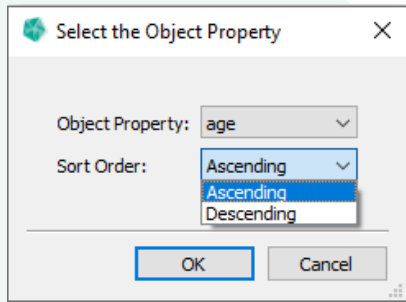 Select the Object Property
Object Property: age
Sort Order: Ascending
Ascending
Descending
OK Cancel